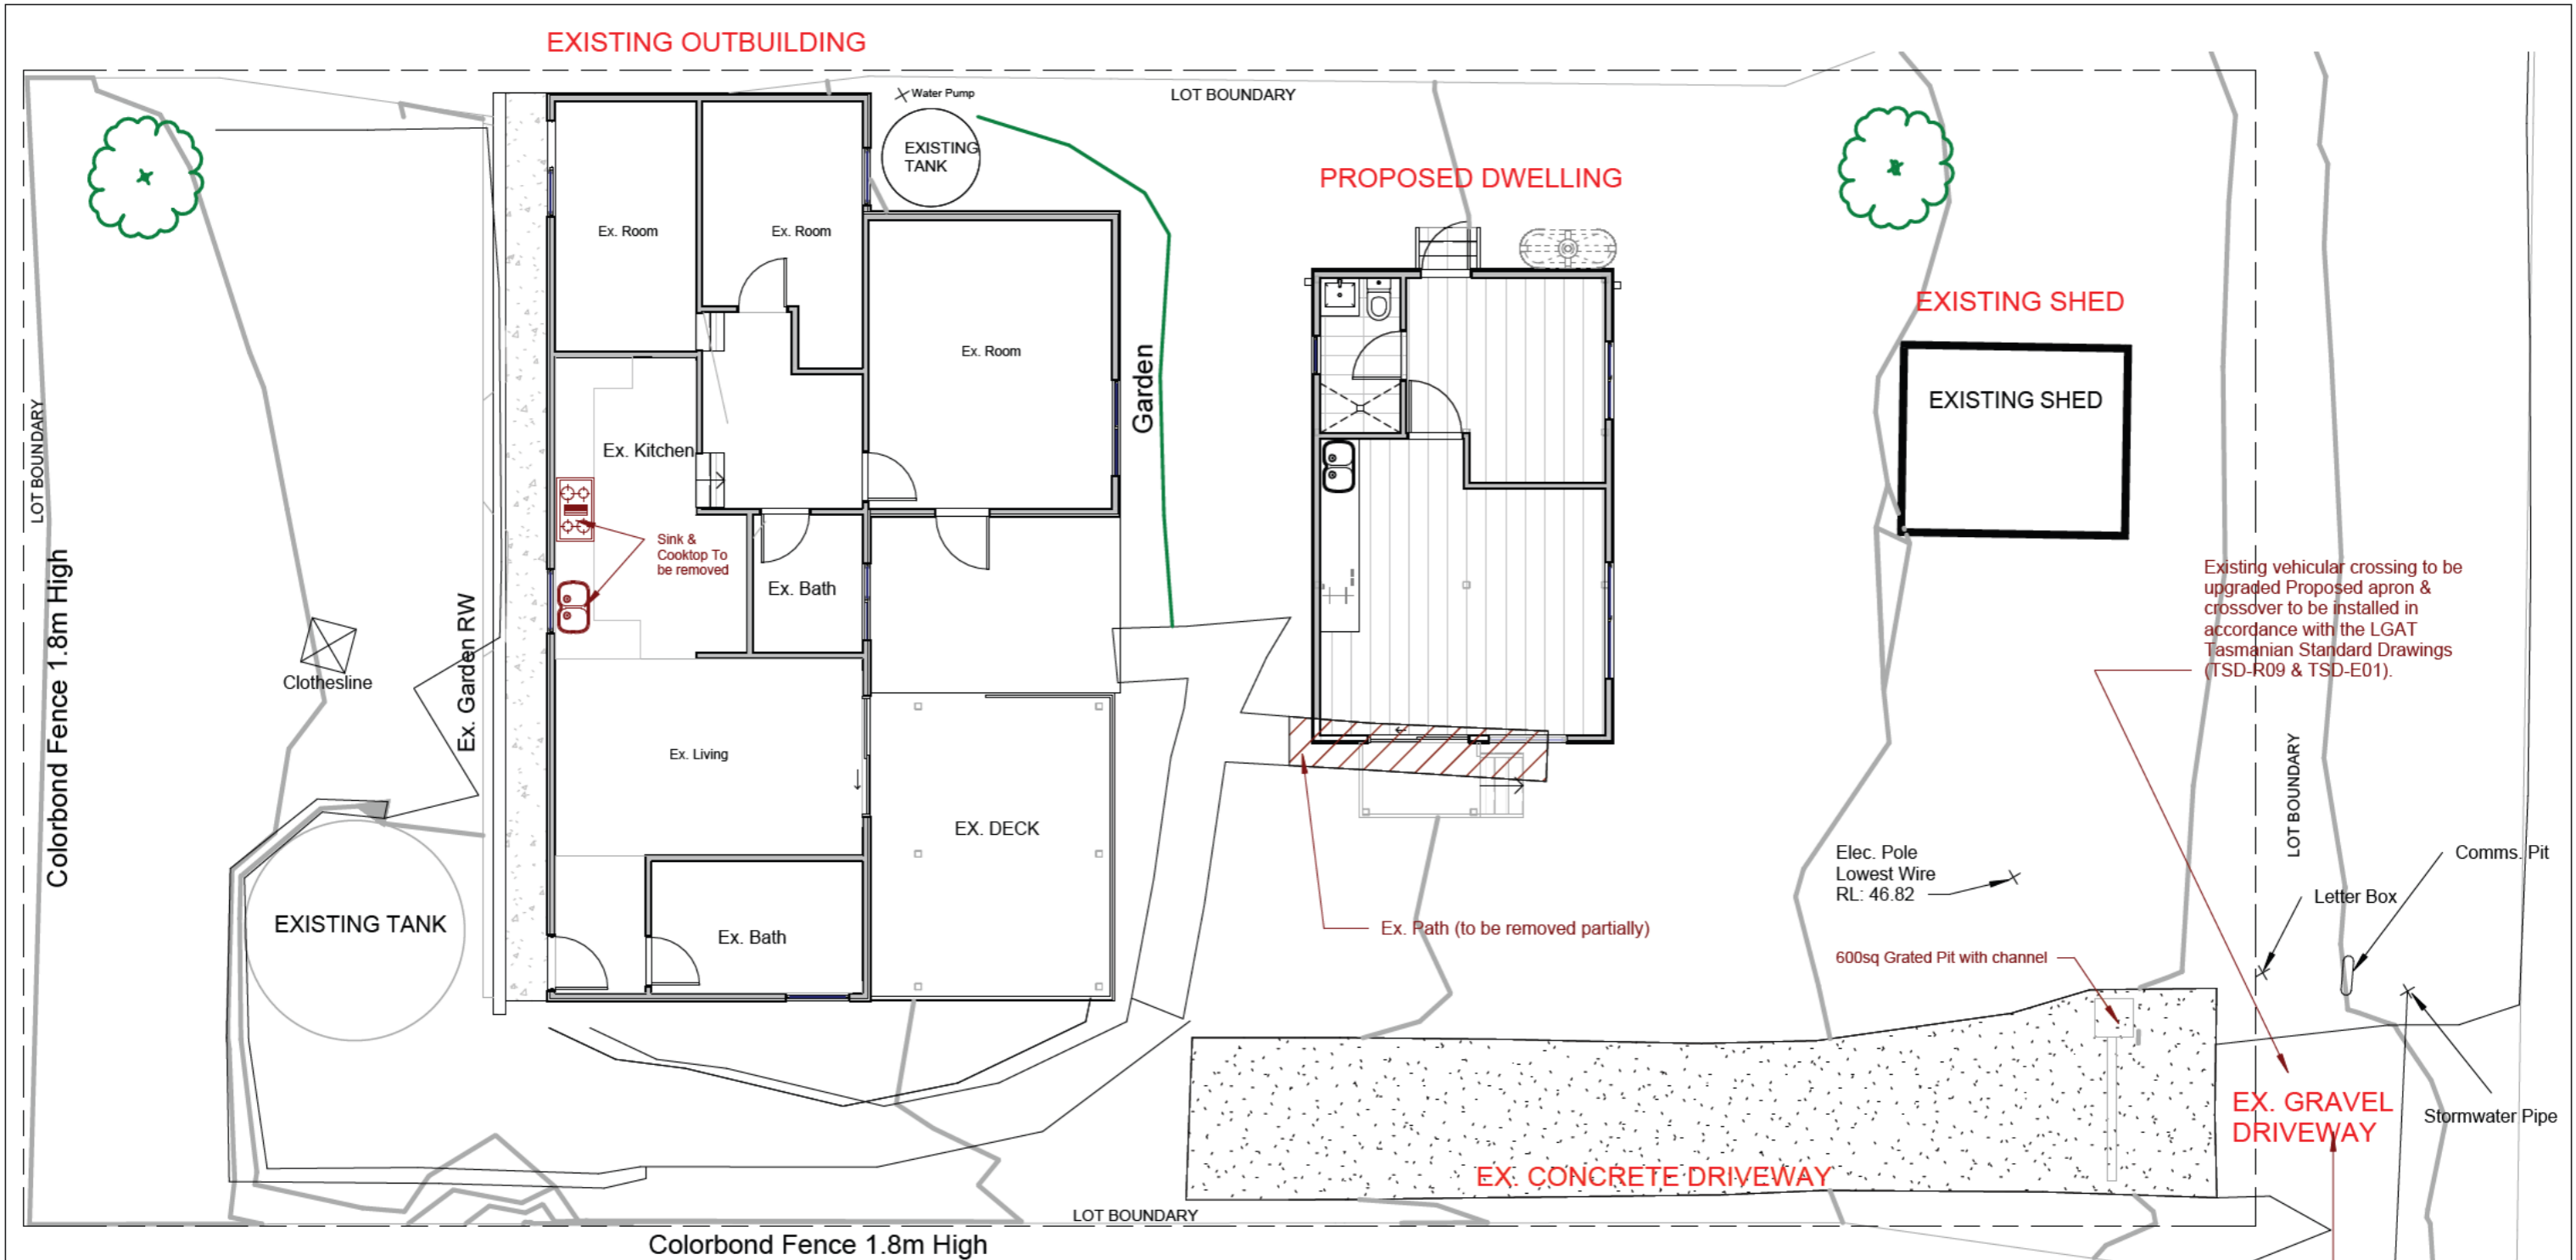 EXISTING OUTBUILDING
Water Pump
LOT BOUNDARY
EXISTING
TANK
PROPOSED DWELLING
Ex. Room
Ex. Room
Ex. Room
EXISTING SHED
EXISTING SHED
Garden
LOT BOUNDARY
Colorbond Fence 1.8m High
Ex. Kitchen
Sink &
Cooktop To
be removed
Ex. Bath
Ex. Garden RW
Clothesline
Existing vehicular crossing to be
upgraded Proposed apron &
crossover to be installed in
accordance with the LGAT
Tasmanian Standard Drawings
(TSD-R09 & TSD-E01).
Ex. Living
EX. DECK
LOT BOUNDARY
Elec. Pole
Lowest Wire
RL: 46.82
Comms. Pit
Letter Box
EXISTING TANK
Ex. Bath
Ex. Path (to be removed partially)
600sq Grated Pit with channel
EX. GRAVEL
DRIVEWAY
Stormwater Pipe
EX. CONCRETE DRIVEWAY
LOT BOUNDARY
Colorbond Fence 1.8m High